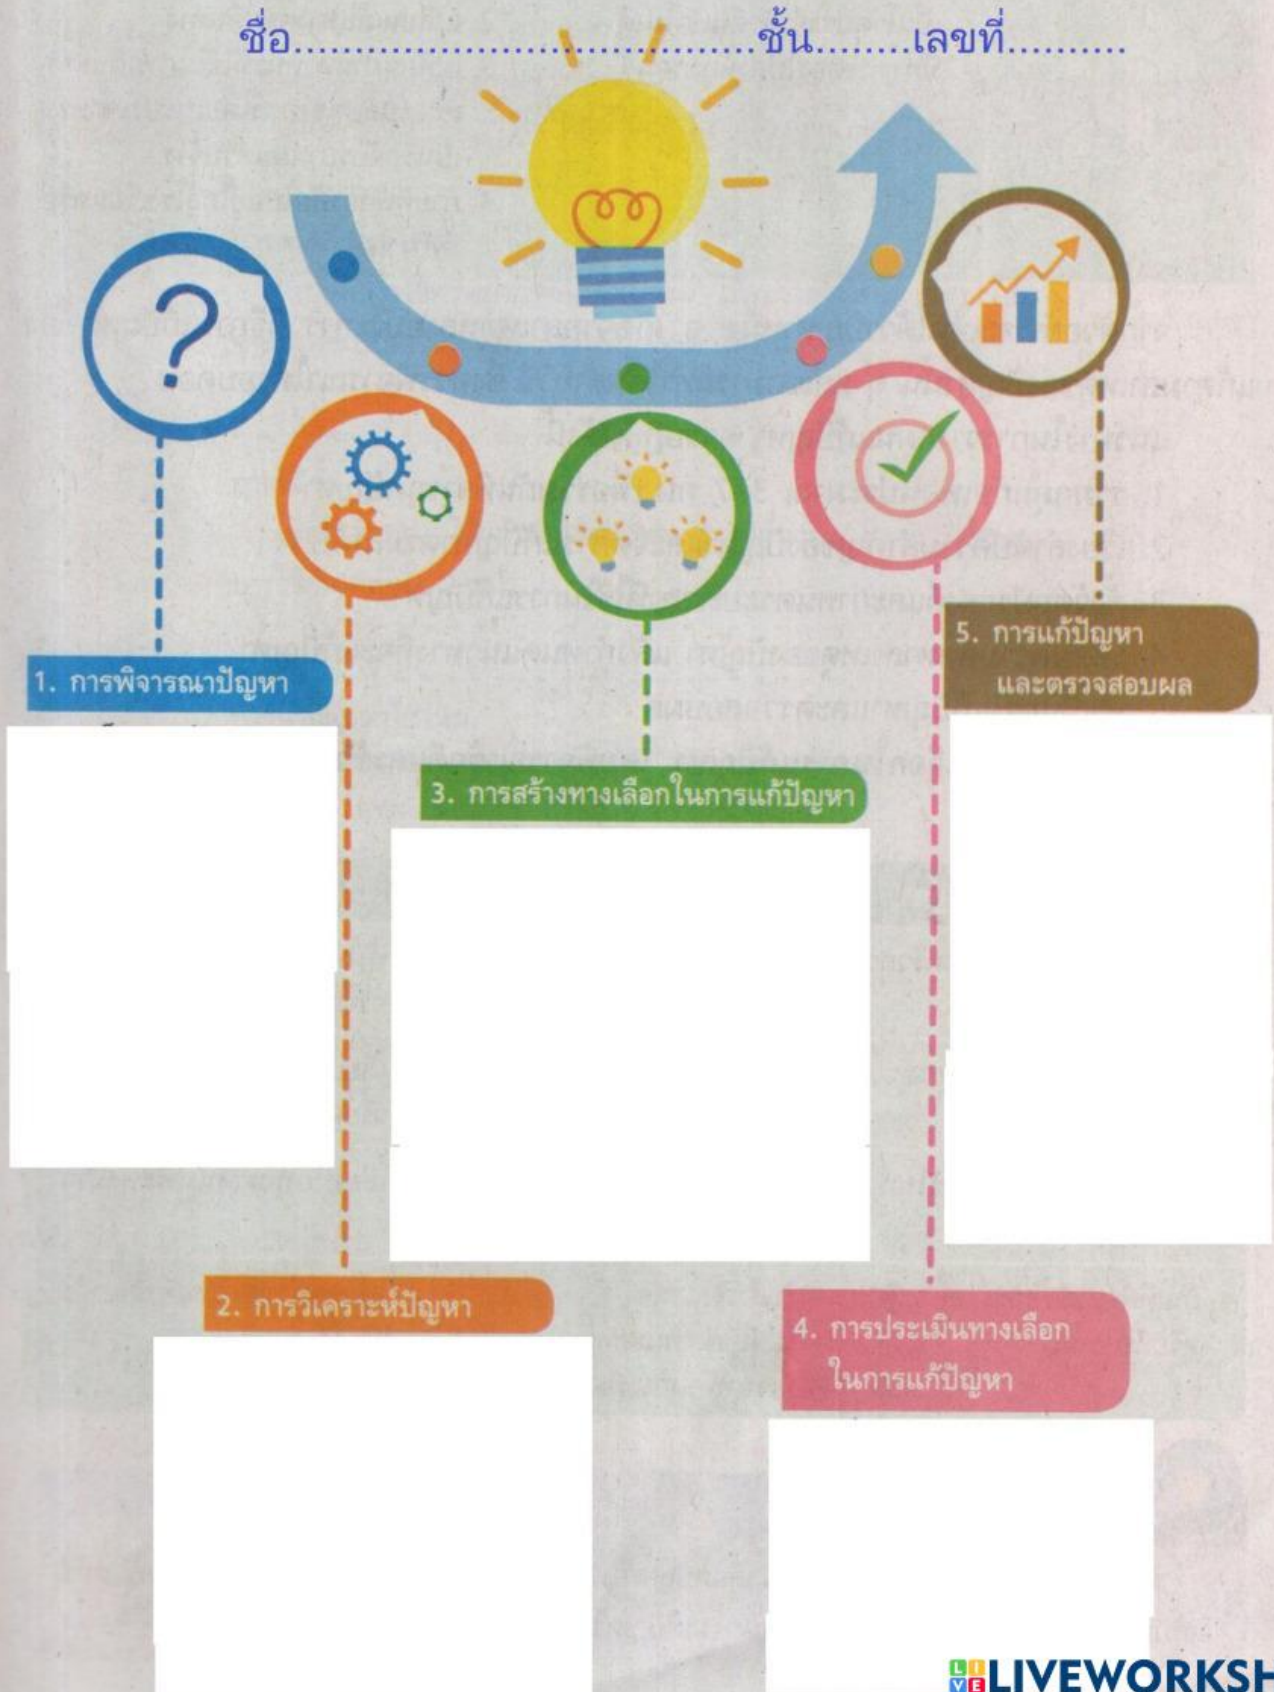 ชื่อ......................................ชั้น........เลขที่..........
1. การพิจารณาปัญหา
2. การวิเคราะห์ปัญหา
3. การสร้างทางเลือกในการแก้ปัญหา
4. การประเมินทางเลือก
ในการแก้ปัญหา
5. การแก้ปัญหา
และตรวจสอบผล
LIVEWORKSH